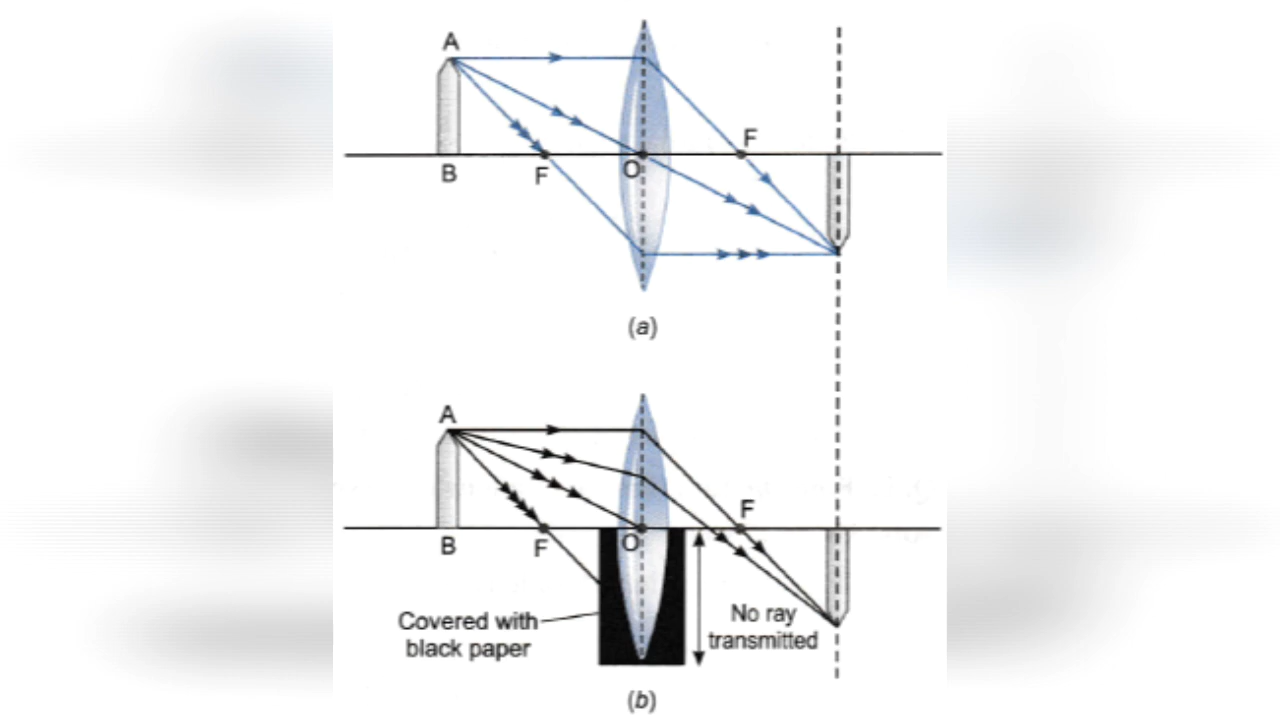 A
F
B
F
O
(a)
A
F
B
F
O
Covered with
black paper
No ray
transmitted
(b)